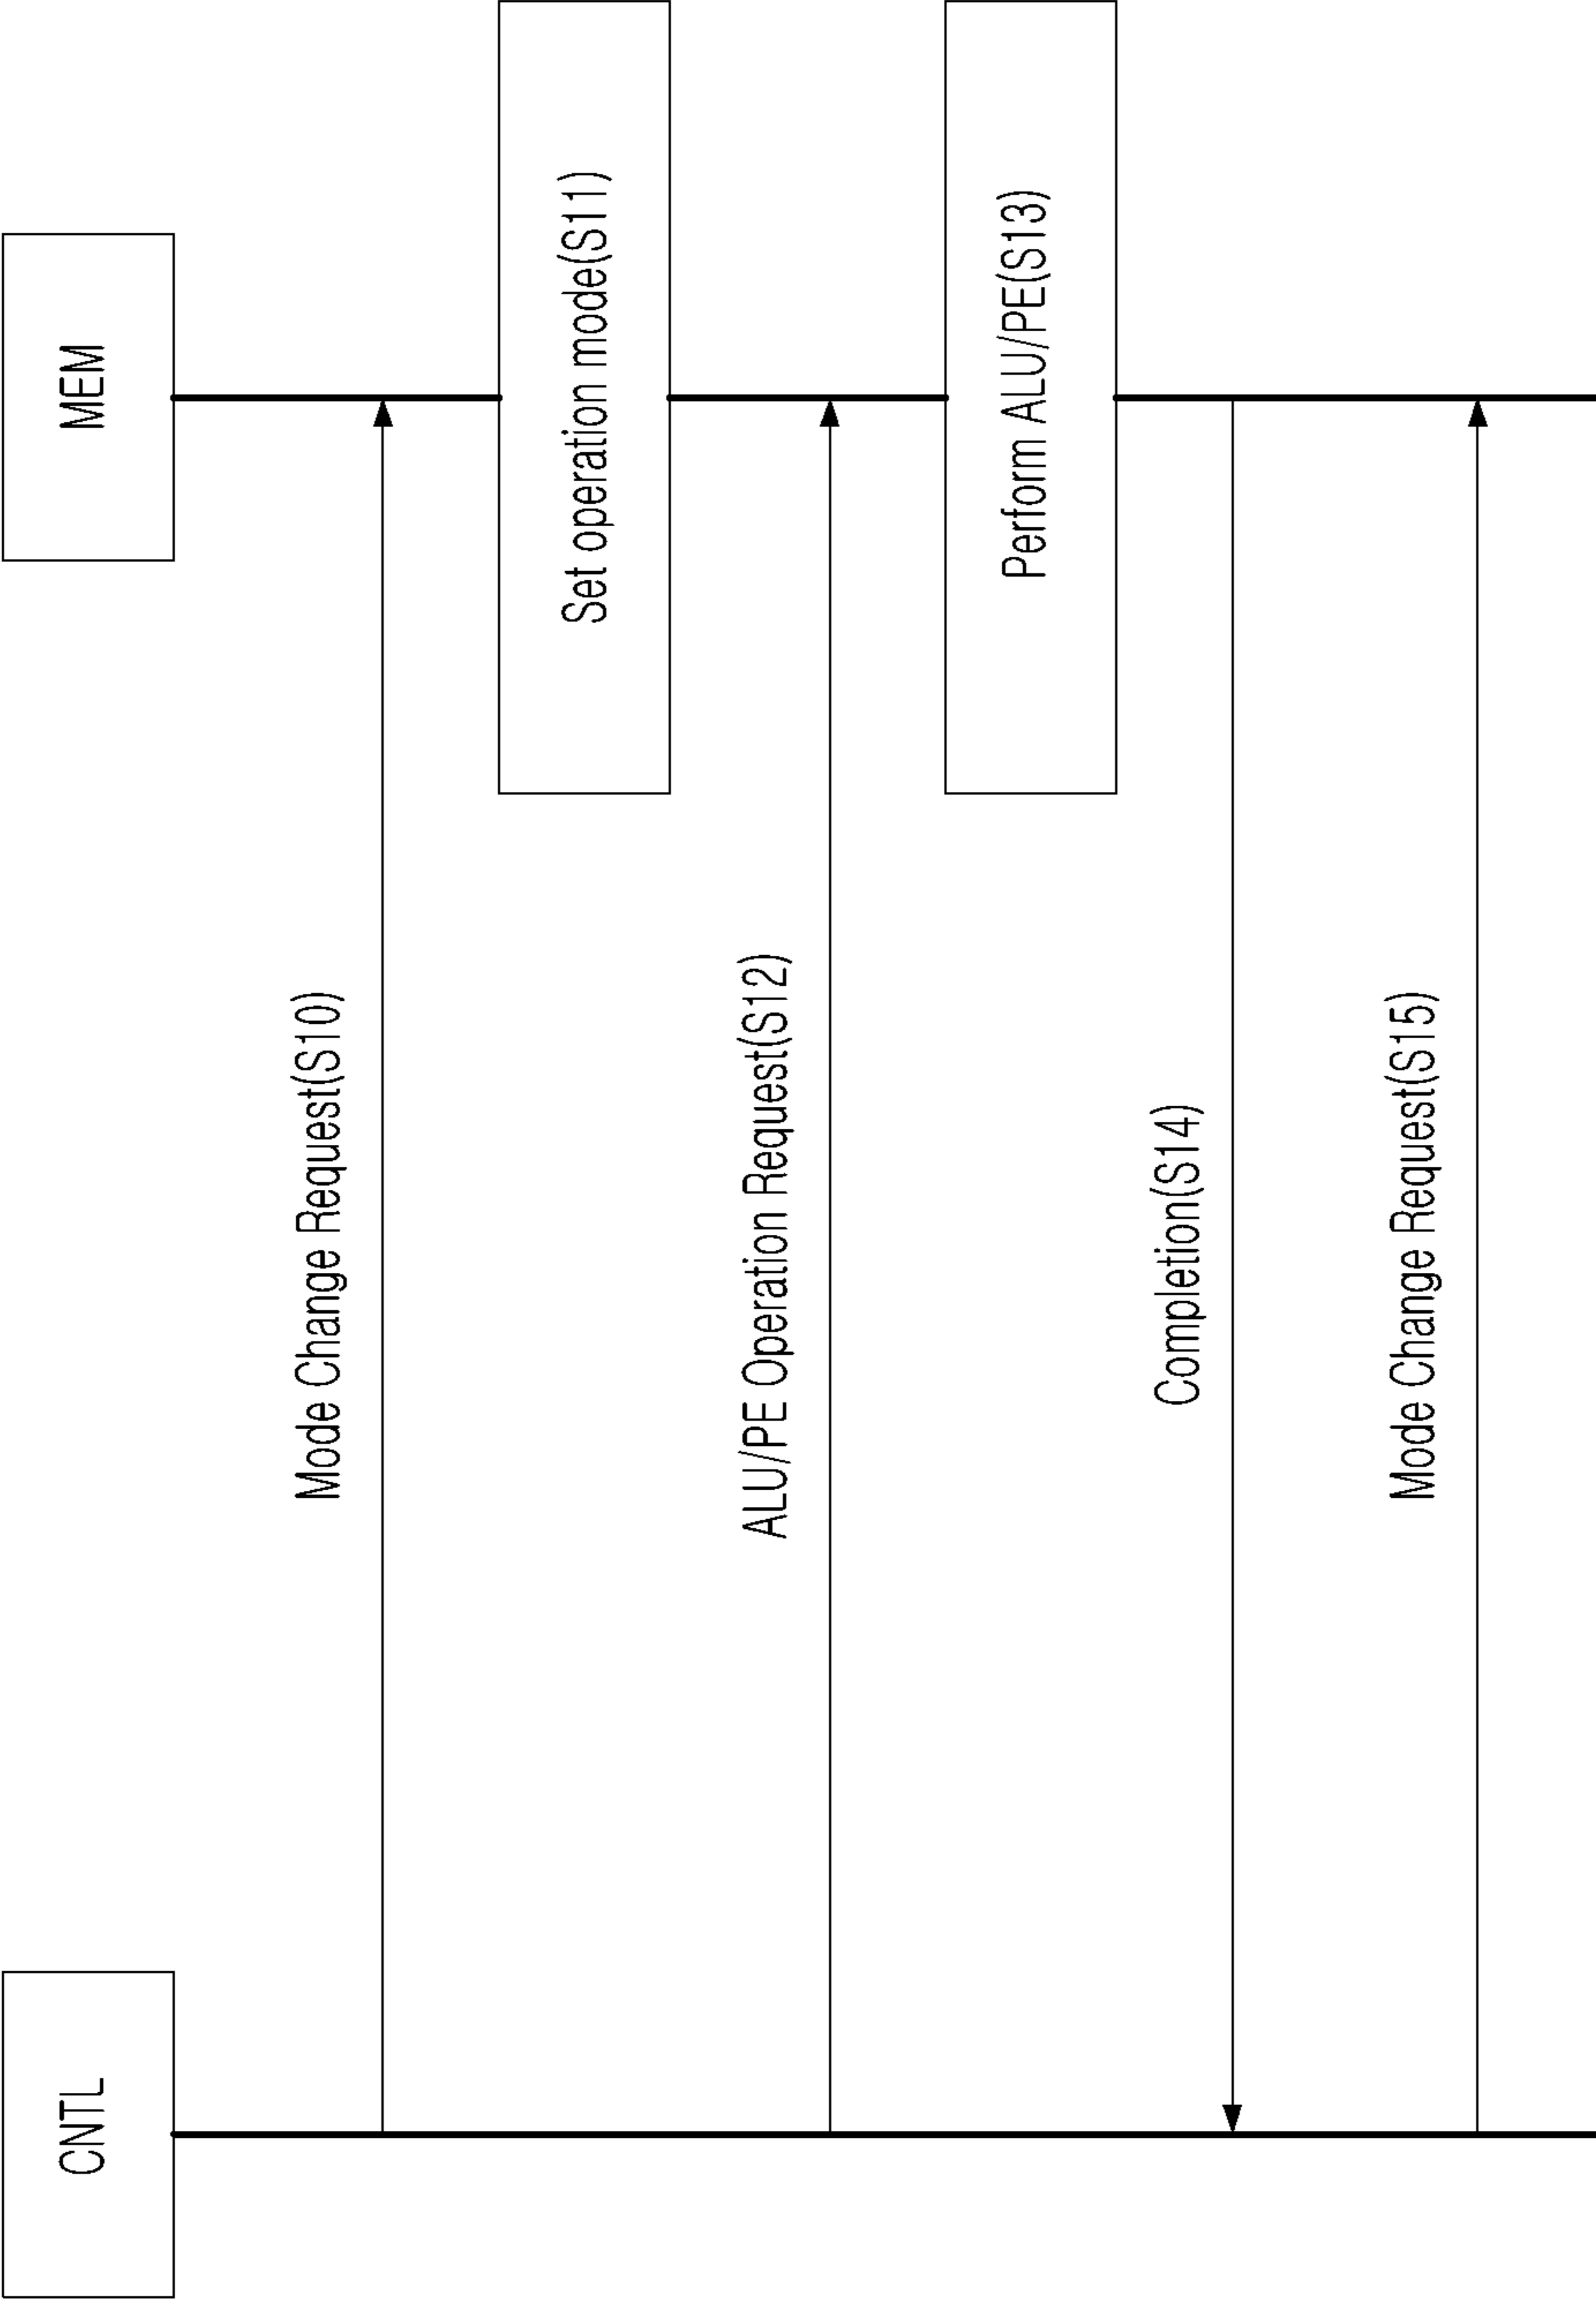 CNTL
MEM
Mode Change Request(S10)
Set operation mode(S11)
ALU/PE Operation Request(S12)
Perform ALU/PE(S13)
Completion(S14)
Mode Change Request(S15)